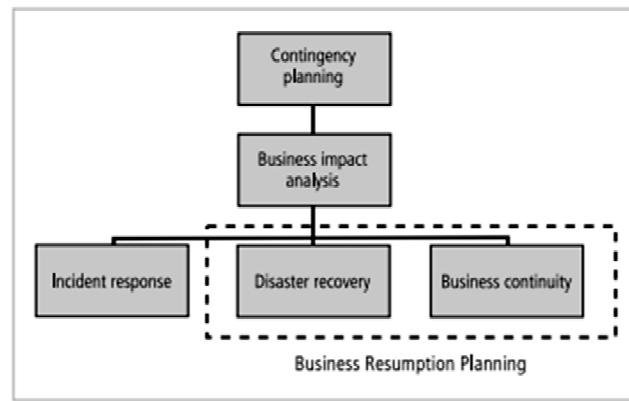 Contingency
planning
Business impact
analysis
Incident response
Disaster recovery
Business continuity
Business Resumption Planning